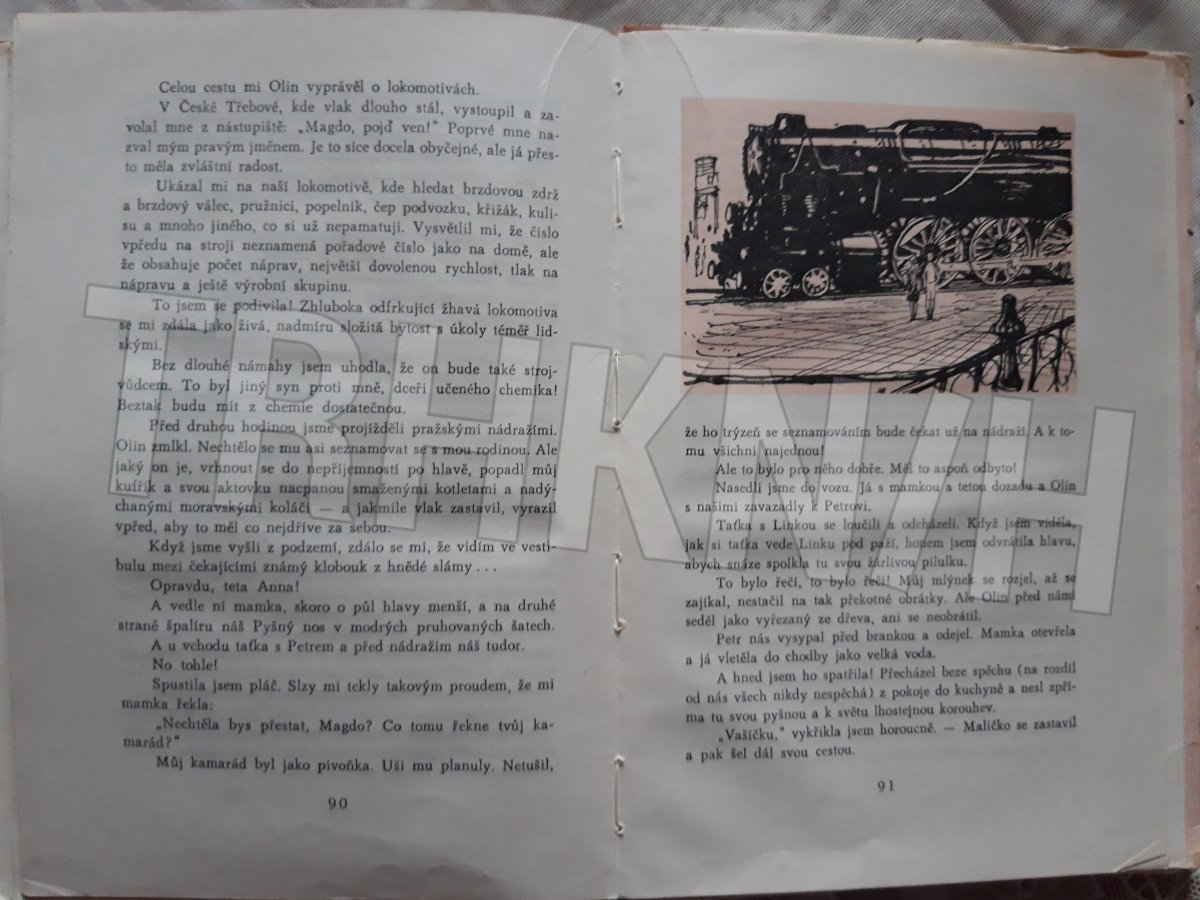 Celou cestu mi Olin vyprávěl o lokomotivách.
V České Třebové, kde vlak dlouho stál, vystoupil a za-
volal mne z nástupiště: „Magdo, pojď ven!" Poprvé mne na-
zval mým pravým jménem. Je to sice docela obyčejné, ale já přes-
to měla zvláštní radost.
Ukázal mi na naší lokomotivě, kde hledat brzdovou zdrž
a brzdový válec, pružnici, popelník, čep podvozku, křižák, kuli-
su a mnoho jiného, co si už nepamatuji. Vysvětlil mi, že číslo
vpředu na stroji neznamená pořadové číslo jako na domě, ale
že obsahuje počet náprav, největší dovolenou rychlost, tlak na
nápravu a ještě výrobní skupinu.
To jsem se podivila! Zhluboka odfrkující žhavá lokomotiva
se mi zdála jako živá, nadmíru složitá bytost s úkoly téměř lid-
skými.
Bez dlouhé námahy jsem uhodla, že on bude také stroj-
vůdcem. To byl jiný syn proti mně, dceři učeného chemika!
Beztak budu mít z chemie dostatečnou.
Před druhou hodinou jsme projížděli pražskými nádražími.
Olin zmlkl. Nechtělo se mu asi seznamovat se s mou rodinou. Ale
jaký on je, vrhnout se do nepříjemností po hlavě, popadl můj
kufřík a svou aktovku nacpanou smaženými kotletami a nadý-
chanými moravskými koláči — a jakmile vlak zastavil, vyrazil
vpřed, aby to měl co nejdříve za sebou.
Když jsme vyšli z podzemí, zdálo se mi, že vidím ve vesti-
bulu mezi čekajícími známý klobouk z hnědé slámy...
Opravdu, teta Anna!
A vedle ní mamka, skoro o půl hlavy menší, a na druhé
straně špalíru náš Pyšný nos v modrých pruhovaných šatech.
A u vchodu taťka s Petrem a před nádražím náš tudor.
No tohle!
Spustila jsem pláč. Slzy mi tekly takovým proudem, že mi
mamka řekla:
„Nechtěla bys přestat, Magdo? Co tomu řekne tvůj ka-
marád?"
Můj kamarád byl jako pivoňka. Uši mu planuly. Netušil,
90
že ho trýzeň se seznamováním bude čekat už na nádraží. A k to-
mu všichni najednou!
Ale to bylo pro něho dobře. Měl to aspoň odbyto!
Nasedli jsme do vozu. Já s mamkou a tetou dozadu a Olin
s našimi zavazadly k Petrovi.
Taťka s Linkou se loučili a odcházeli. Když jsem viděla,
jak si taťka vede Linku pod paží, honem jsem odvrátila hlavu,
abych snáze spolkla tu svou žárlivou pilulku.
To bylo řečí, to bylo řečí! Můj mlýnek se rozjel, až se
zajíkal, nestačil na tak překotné obrátky. Ale Olin před námi
seděl jako vyřezaný ze dřeva, ani se neobrátil.
Petr nás vysypal před brankou a odejel. Mamka otevřela
a já vletěla do chodby jako velká voda.
A hned jsem ho spatřila! Přecházel beze spěchu (na rozdíl
od nás všech nikdy nespěchá) z pokoje do kuchyně a nesl zpří-
ma tu svou pyšnou a k světu lhostejnou korouhev.
„Vašíčku," vykřikla jsem horoucně. — Maličko se zastavil
a pak šel dál svou cestou.
91
TRHKNIH